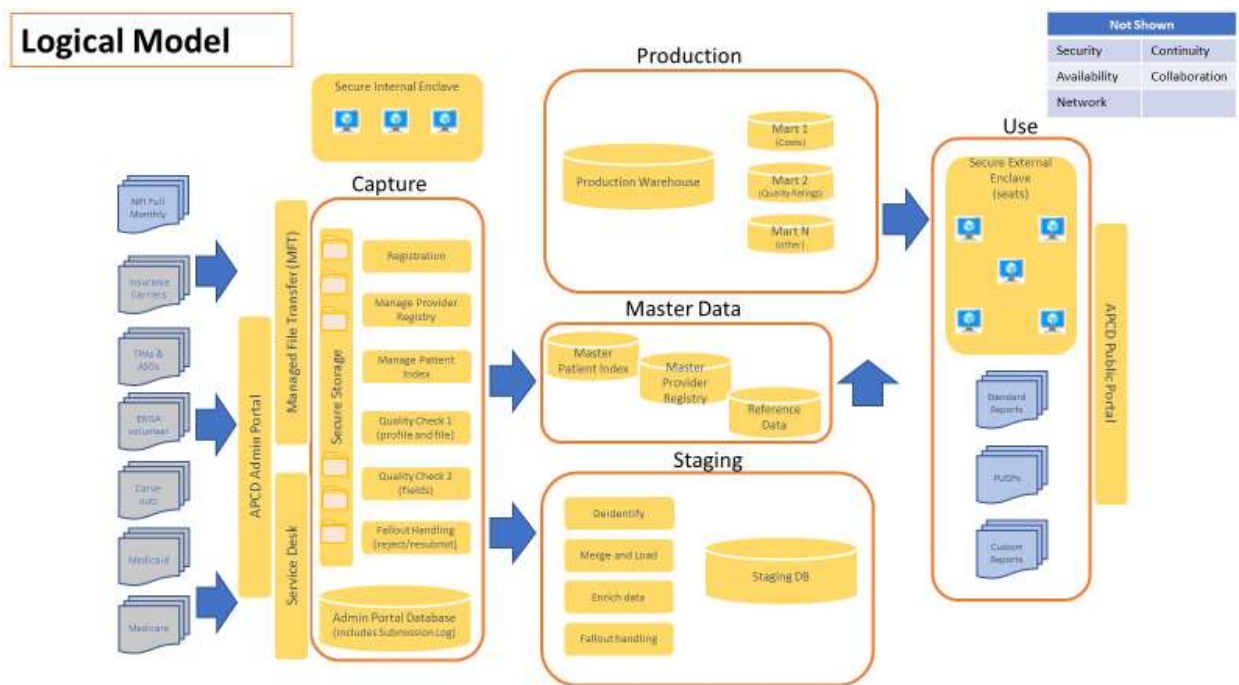 Logical Model
Not Shown
Security
Continuity
Availability
Collaboration
Network
Secure Internal Enclave
Production
Production Warehouse
Mart 1
(Costs)
Mart 2
(Quality Ratings)
Mart N
(other)
Use
Secure External
Enclave
(seats)
Standard
Reports
PUDFs
Custom
Reports
APCD Public Portal
NPI Full
Monthly
Insurance
Carriers
TPAs &
ASOs
ERISA
volunteer
Carver
outs
Medicaid
Medicare
APCD Admin Portal
Managed File Transfer (MFT)
Service Desk
Capture
Secure Storage
Registration
Manage Provider
Registry
Manage Patient
Index
Quality Check 1
(profile and file)
Quality Check 2
(fields)
Fallout Handling
(reject/resubmit)
Admin Portal Database
(includes Submission Log)
Master Data
Master
Patient Index
Master
Provider
Registry
Reference
Data
Staging
Deidentify
Merge and Load
Enrich data
Fallout handling
Staging DB